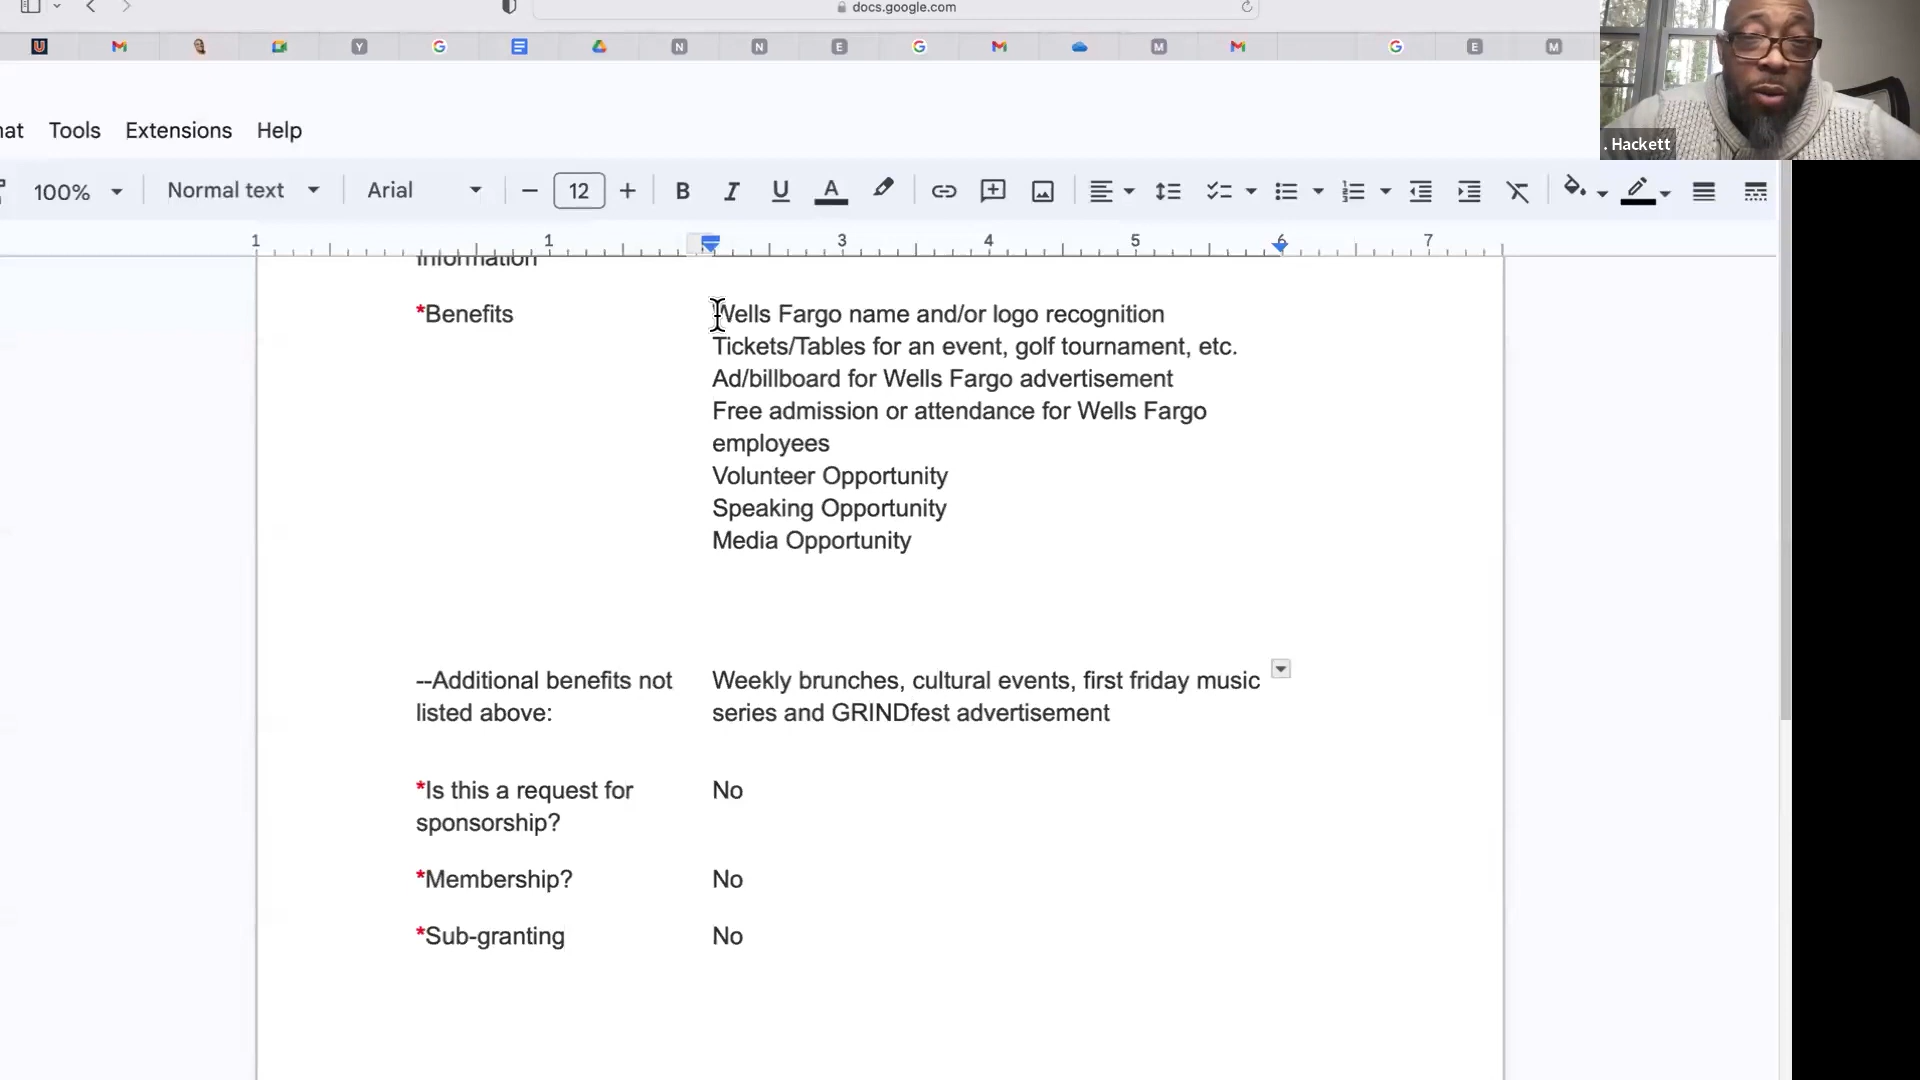 docs.google.com
Tools Extensions Help
100% Normal text Arial 12
1 1 3 4 5 6 7
Information
*Benefits
Wells Fargo name and/or logo recognition
Tickets/Tables for an event, golf tournament, etc.
Ad/billboard for Wells Fargo advertisement
Free admission or attendance for Wells Fargo
employees
Volunteer Opportunity
Speaking Opportunity
Media Opportunity
--Additional benefits not
listed above:
Weekly brunches, cultural events, first friday music
series and GRINDfest advertisement
*Is this a request for
sponsorship?
No
*Membership?
No
*Sub-granting
No
. Hackett